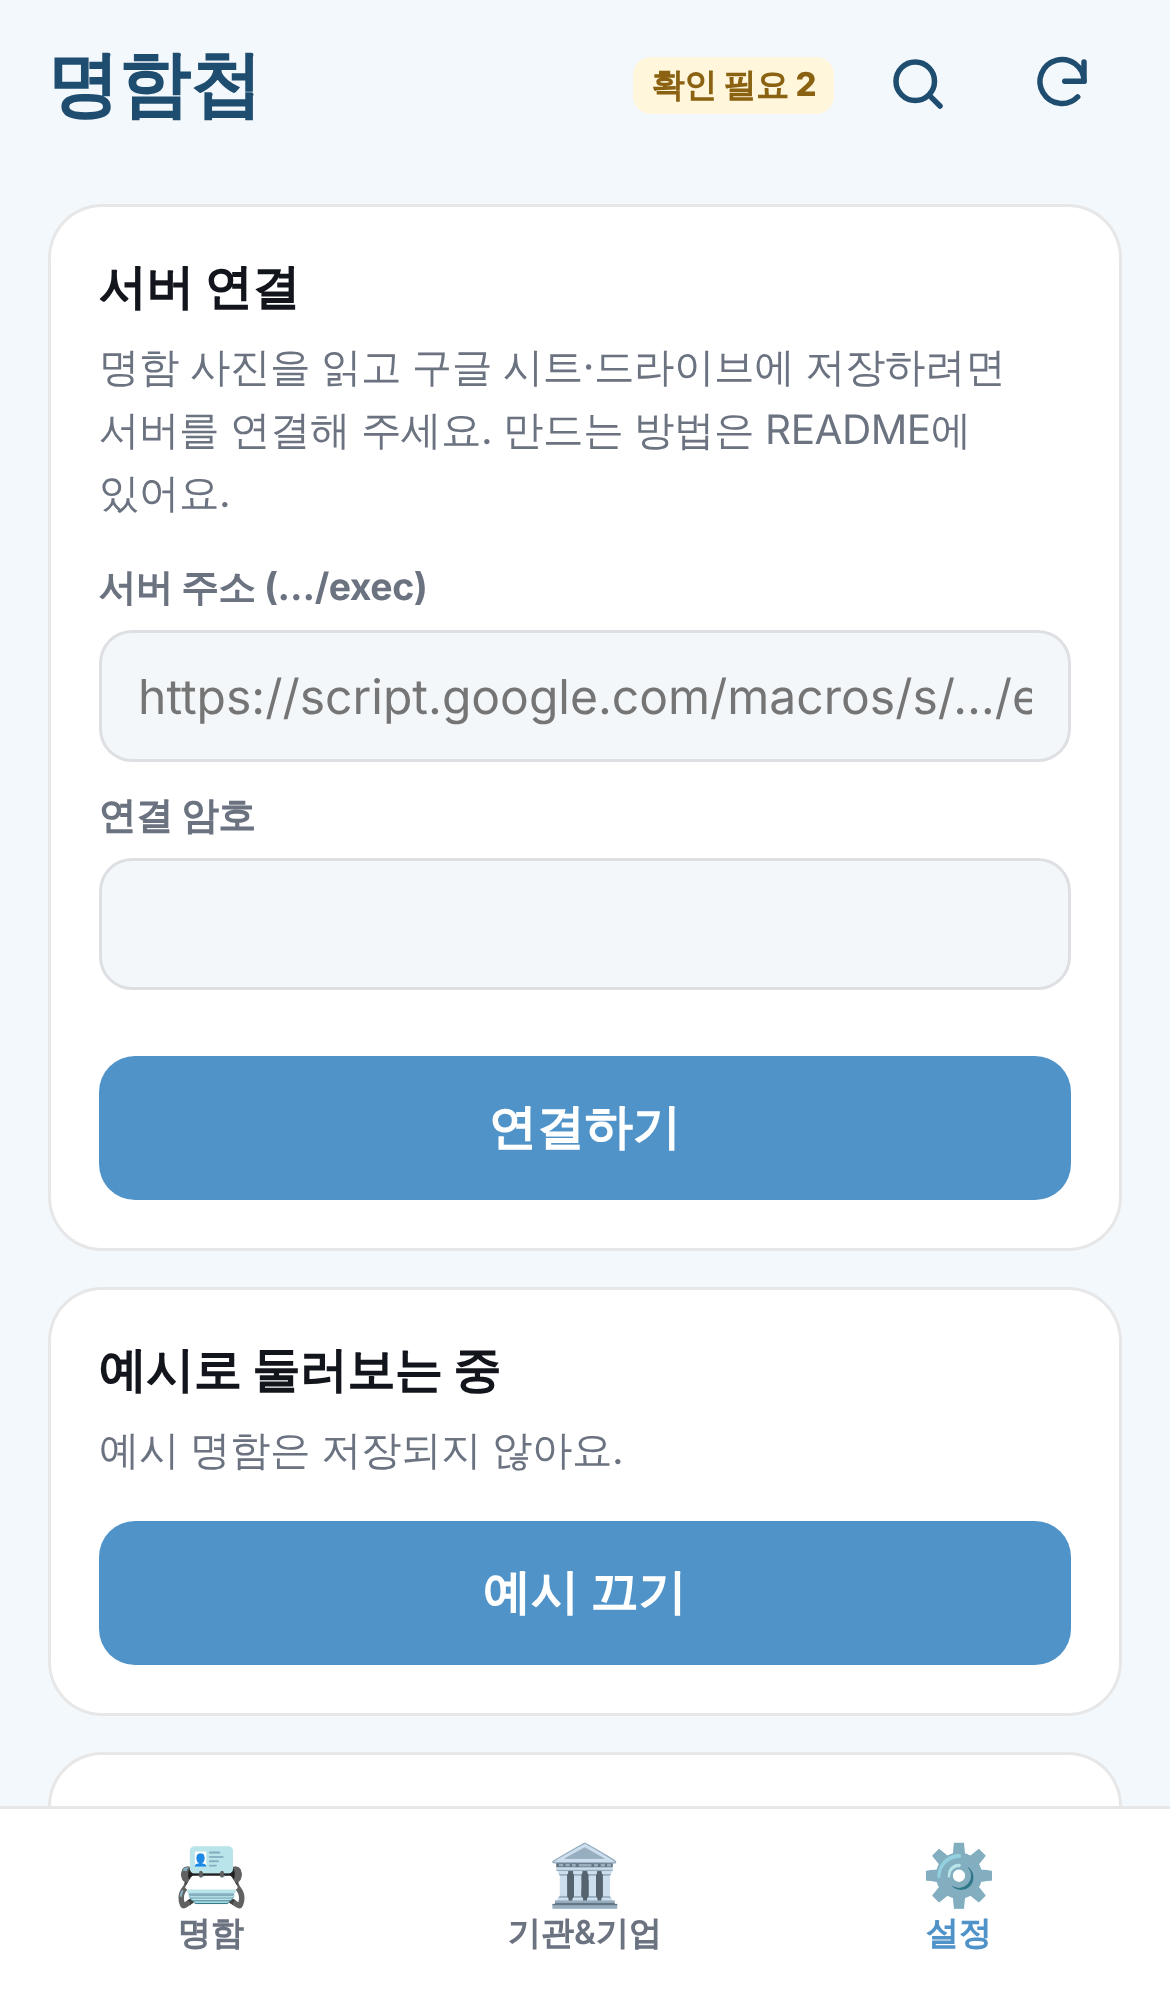 명함첩
확인 필요 2
서버 연결
명함 사진을 읽고 구글 시트·드라이브에 저장하려면
서버를 연결해 주세요. 만드는 방법은 README에
있어요.
서버 주소 (.../exec)
https://script.google.com/macros/s/.../e
연결 암호
연결하기
예시로 둘러보는 중
예시 명함은 저장되지 않아요.
예시 끄기
명함
기관&기업
설정